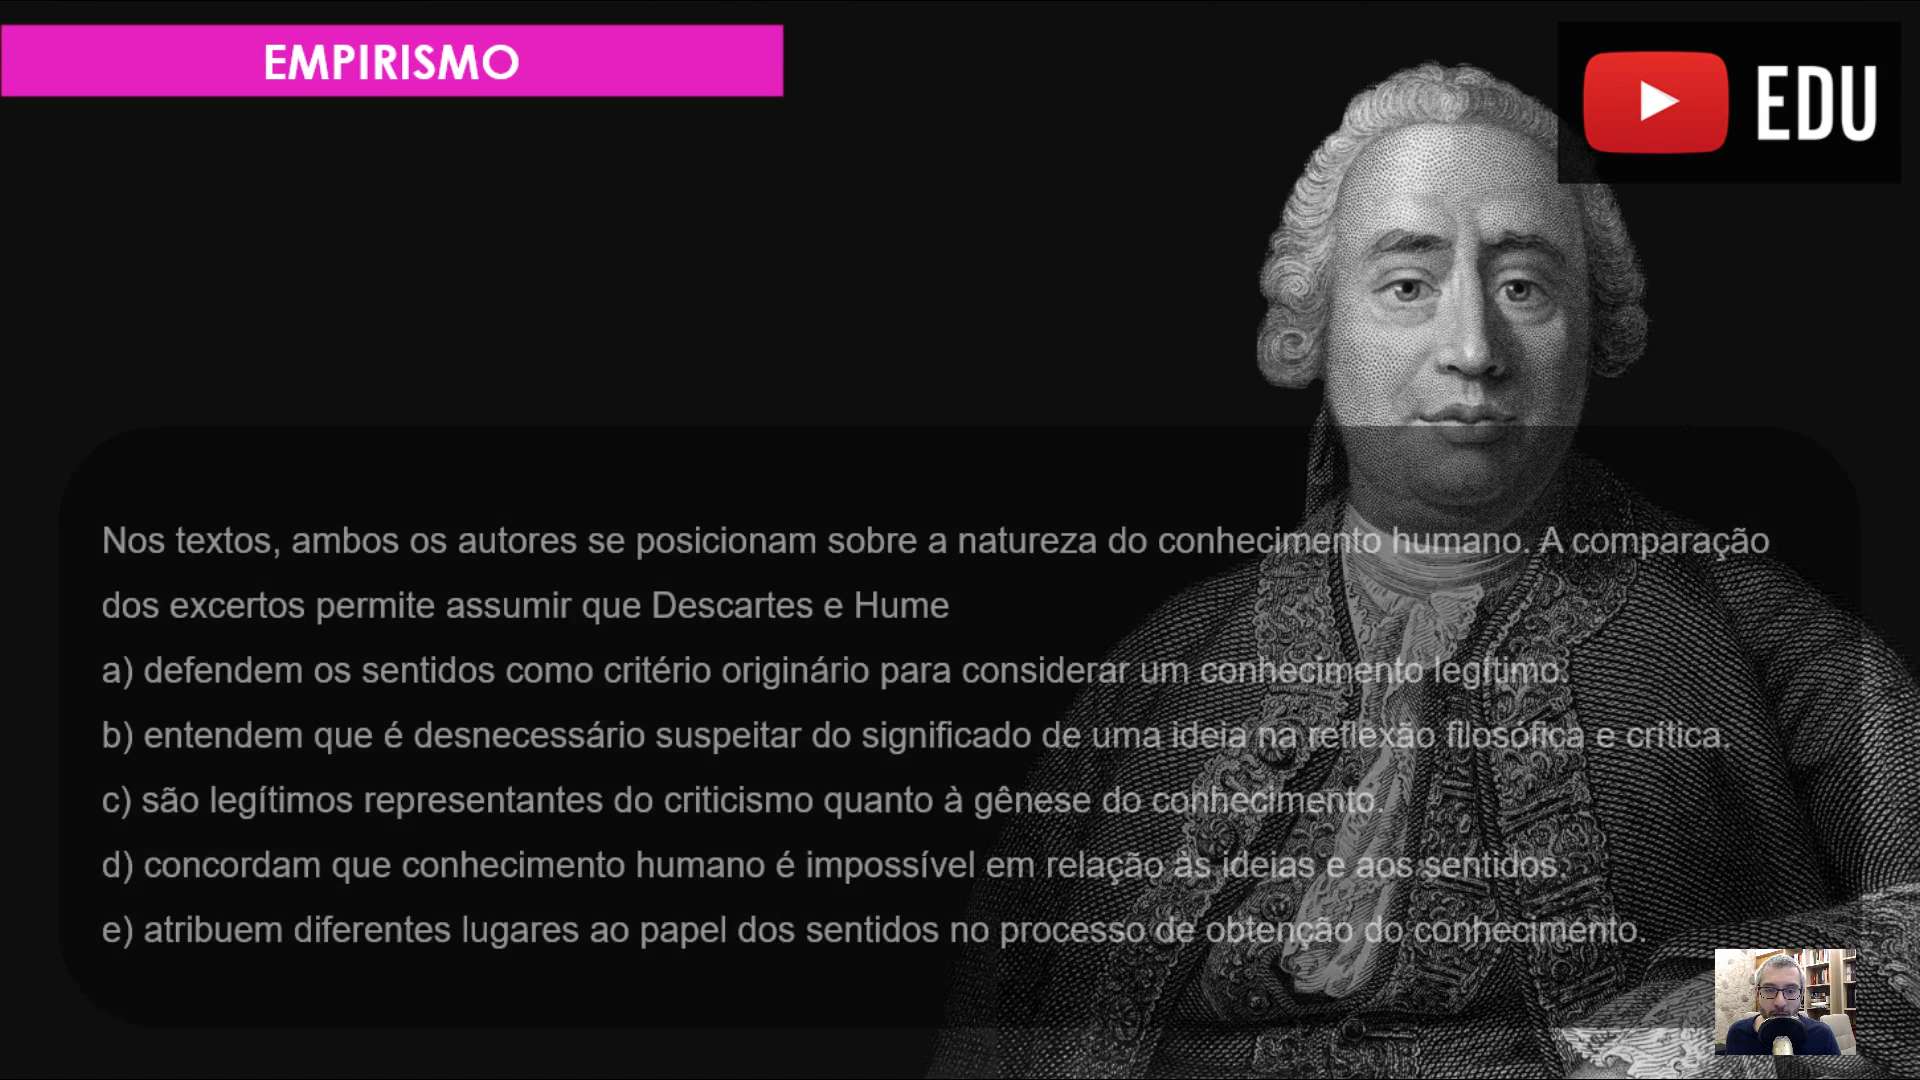 EMPIRISMO
EDU
Nos textos, ambos os autores se posicionam sobre a natureza do conhecimento humano. A comparação
dos excertos permite assumir que Descartes e Hume
a) defendem os sentidos como critério originário para considerar um conhecimento legítimo.
b) entendem que é desnecessário suspeitar do significado de uma ideia na reflexão filosófica e crítica.
c) são legítimos representantes do criticismo quanto à gênese do conhecimento.
d) concordam que conhecimento humano é impossível em relação às ideias e aos sentidos.
e) atribuem diferentes lugares ao papel dos sentidos no processo de obtenção do conhecimento.